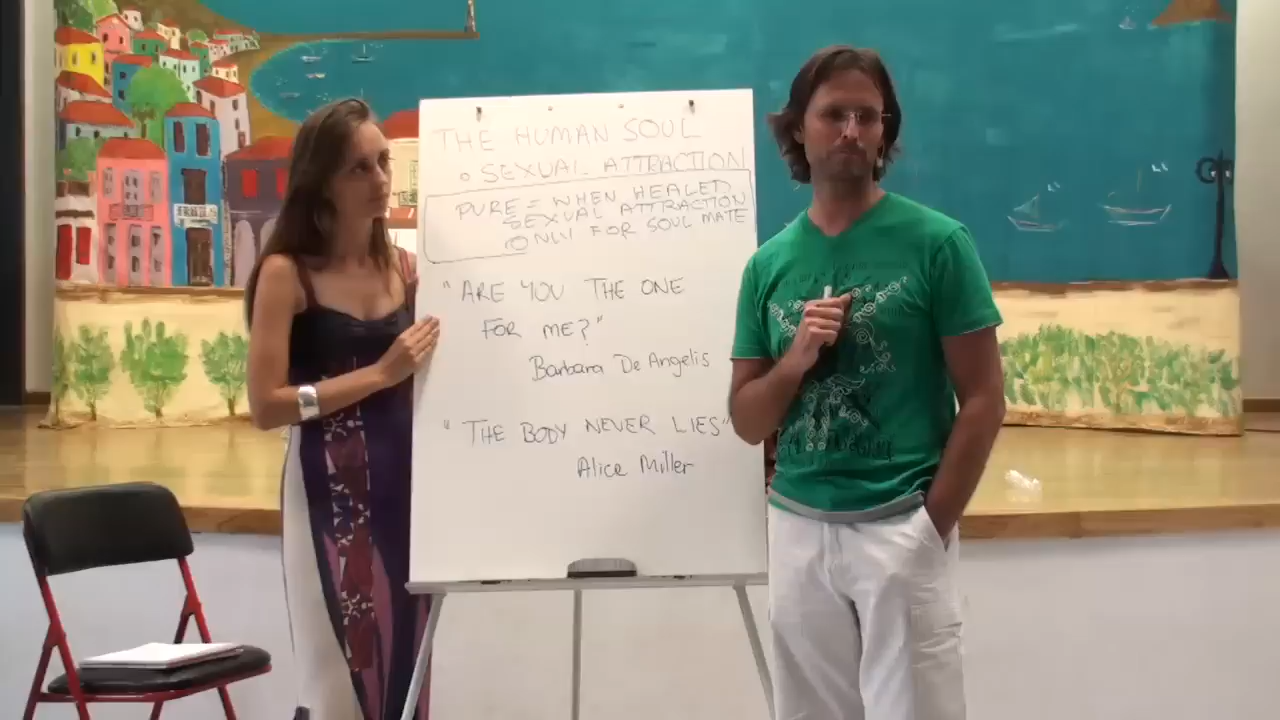 THE HUMAN SOUL
o SEXUAL ATTRACTION
PURE = WHEN HEALED
SEXUAL ATTRACTION
ONLY FOR SOUL MATE
"ARE YOU THE ONE
FOR ME?"
Barbara De Angelis
"THE BODY NEVER LIES"
Alice Miller